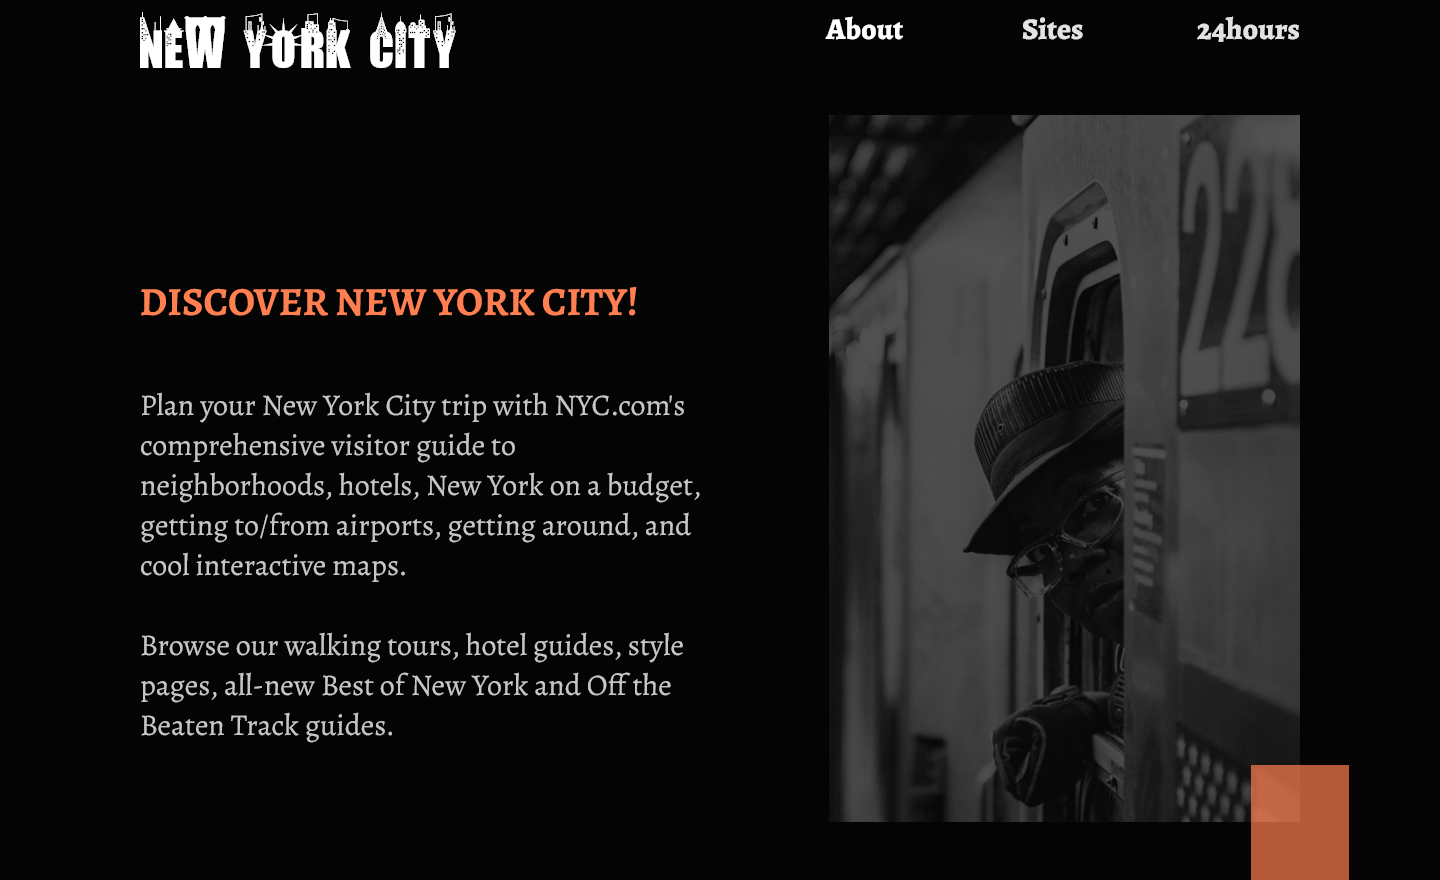 NEW YORK CITY
About
Sites
24hours
DISCOVER NEW YORK CITY!
Plan your New York City trip with NYC.com's
comprehensive visitor guide to
neighborhoods, hotels, New York on a budget,
getting to/from airports, getting around, and
cool interactive maps.
Browse our walking tours, hotel guides, style
pages, all-new Best of New York and Off the
Beaten Track guides.